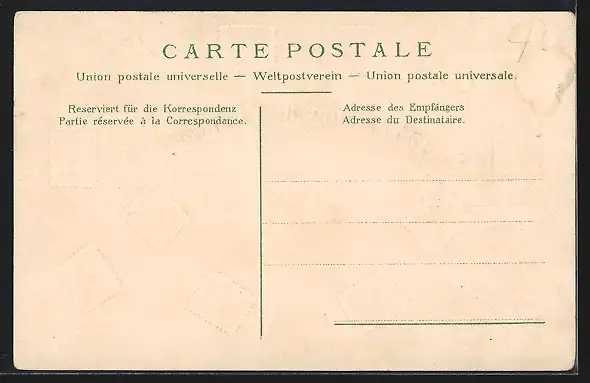 CARTE POSTALE
Union postale universelle — Weltpostverein — Union postale universale.
Reserviert für die Korrespondenz
Partie réservée à la Correspondance.
Adresse des Empfängers
Adresse du Destinataire.